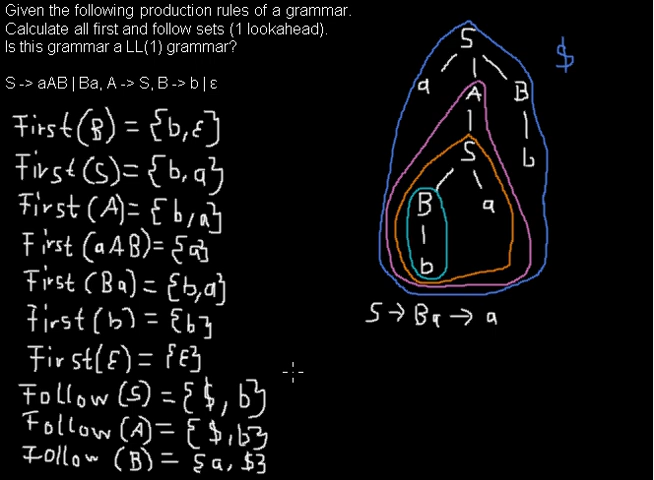 Given the following production rules of a grammar.
Calculate all first and follow sets (1 lookahead).
Is this grammar a LL(1) grammar?
S -> aAB | Ba, A -> S, B -> b | ε
First(B) = {b, ε}
First(S) = {b, a}
First(A) = {b, a}
First(aAB) = {a}
First(Ba) = {b, a}
First(b) = {b}
First(ε) = {ε}
Follow(S) = {$, b}
Follow(A) = {$, b}
Follow(B) = {a, $}
$
S
a A B
S b
B a
b
S → Ba → a